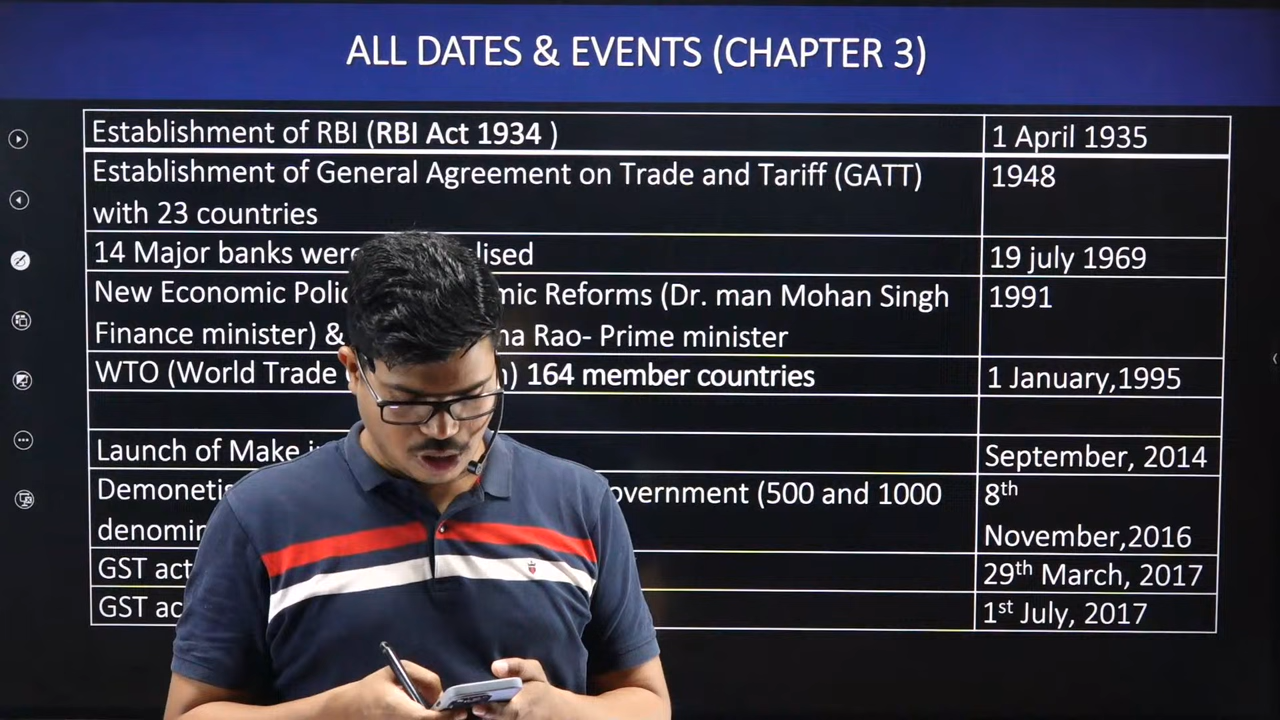 ALL DATES & EVENTS (CHAPTER 3)
Establishment of RBI (RBI Act 1934 )
1 April 1935
Establishment of General Agreement on Trade and Tariff (GATT)
with 23 countries
1948
14 Major banks were
lised
19 july 1969
New Economic Polic
mic Reforms (Dr. man Mohan Singh
Finance minister) &
Rao- Prime minister
1991
WTO (World Trade
) 164 member countries
1 January,1995
Launch of Make
September, 2014
Demonetis
overnment (500 and 1000
denomin
8th
November,2016
GST act
29th March, 2017
GST ac
1st July, 2017